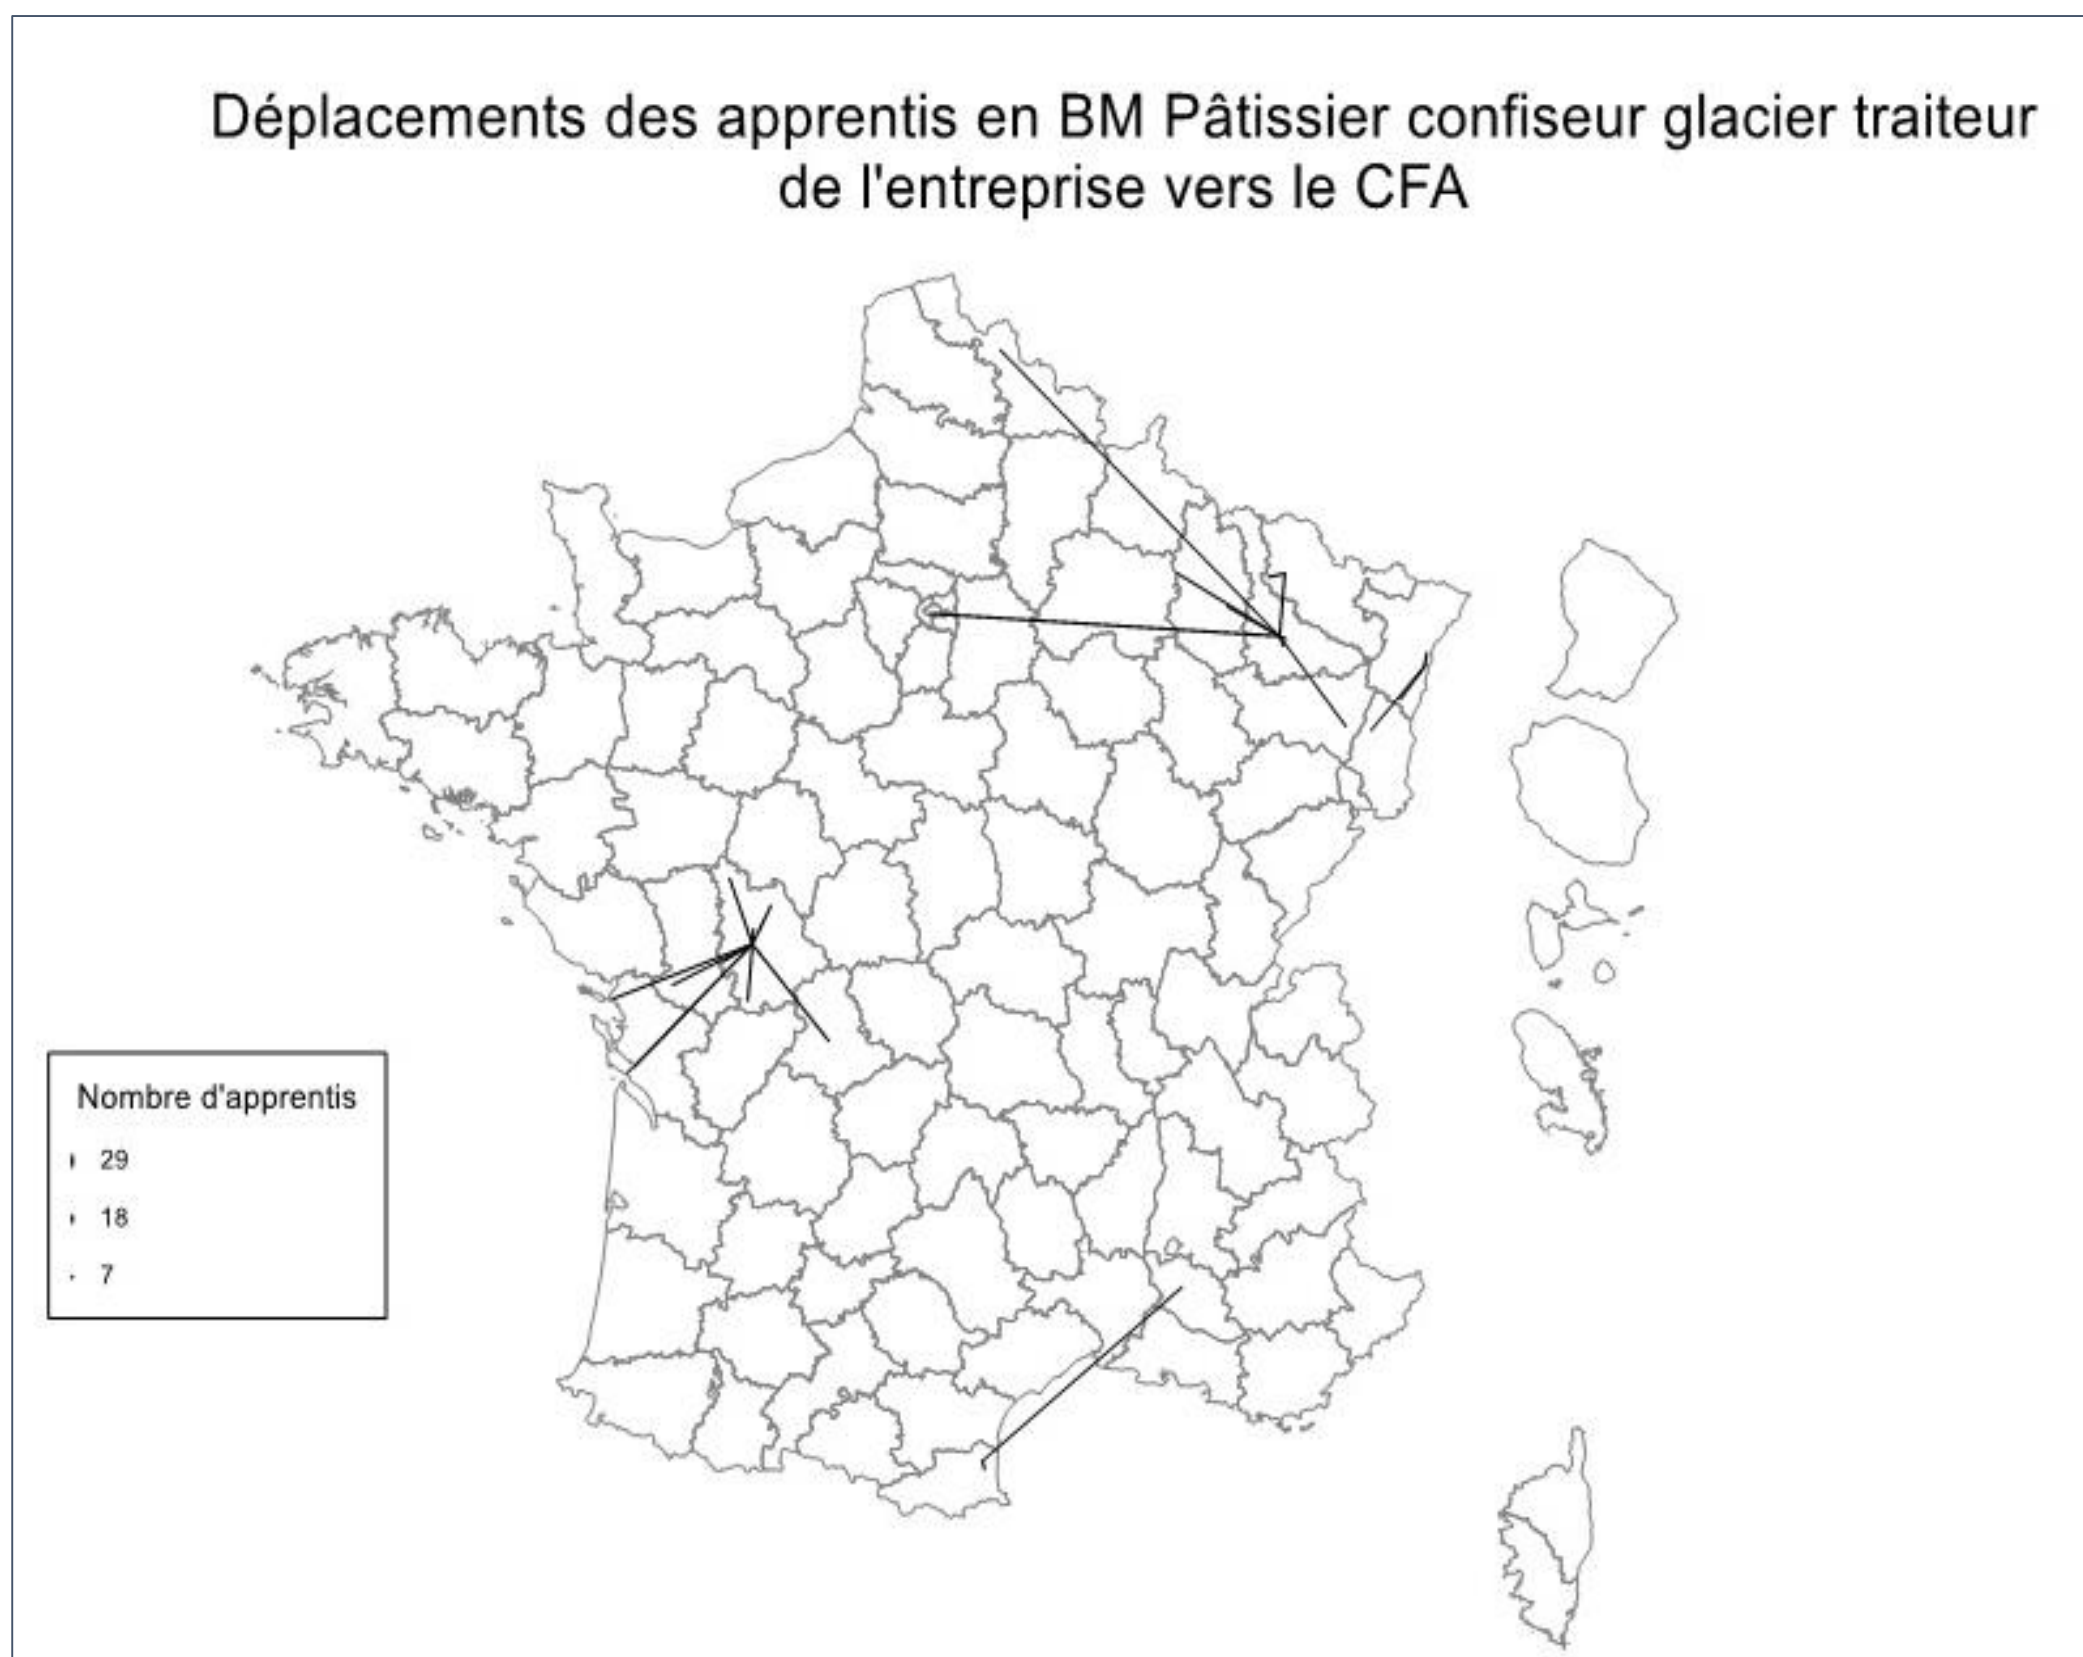 Déplacements des apprentis en BM Pâtissier confiseur glacier traiteur
de l'entreprise vers le CFA
Nombre d'apprentis
29
18
7